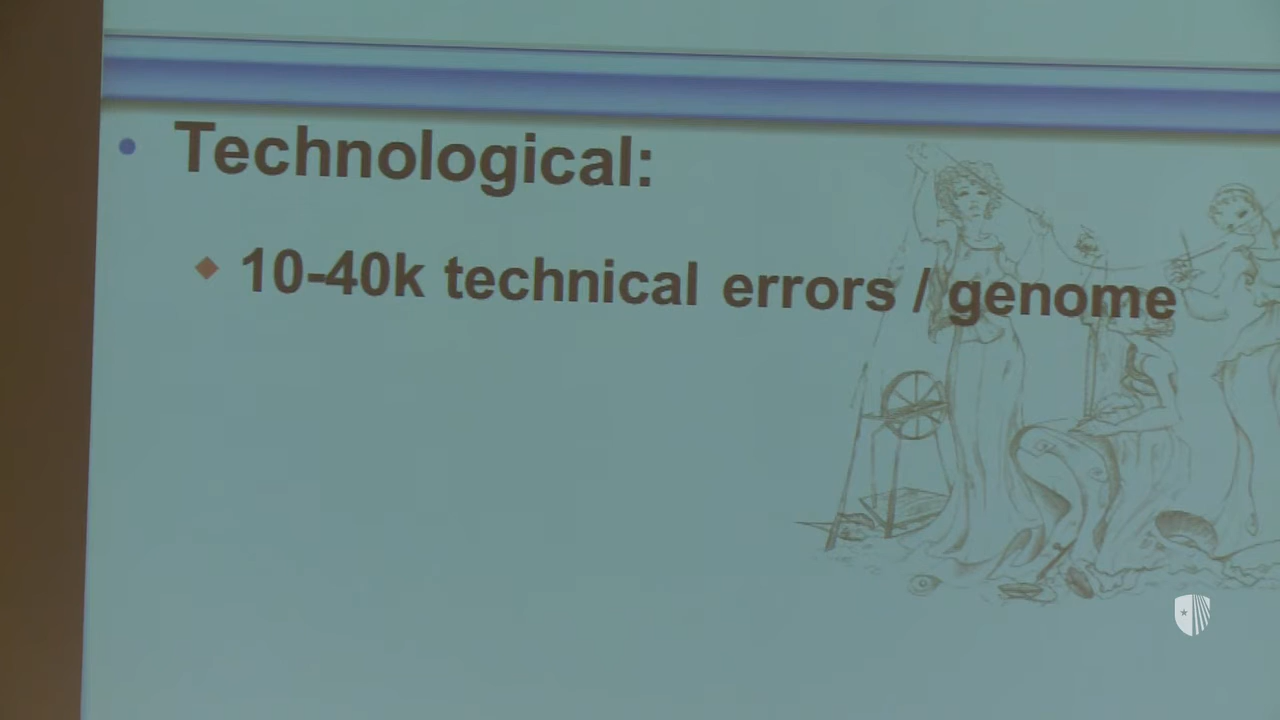 • Technological:
◆ 10-40k technical errors / genome